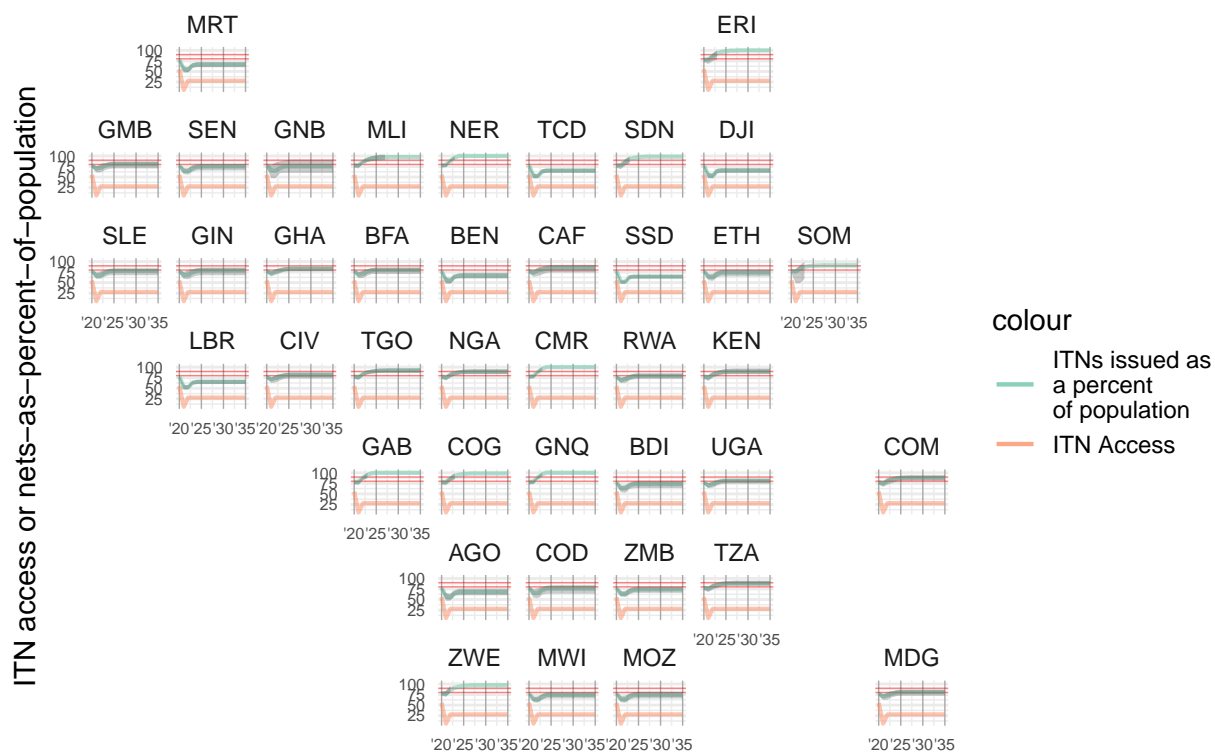 ITN access or nets−as−percent−of−population
MRT ERI
100
75
50
25
GMB SEN GNB MLI NER TCD SDN DJI
100
75
50
25
SLE GIN GHA BFA BEN CAF SSD ETH SOM
100
75
50
25
'20'25'30'35 '20'25'30'35
LBR CIV TGO NGA CMR RWA KEN
100
75
50
25
'20'25'30'35'20'25'30'35
GAB COG GNQ BDI UGA COM
100
75
50
25
'20'25'30'35
AGO COD ZMB TZA
100
75
50
25
'20'25'30'35
ZWE MWI MOZ MDG
100
75
50
25
'20'25'30'35'20'25'30'35'20'25'30'35 '20'25'30'35
colour
ITNs issued as
a percent
of population
ITN Access